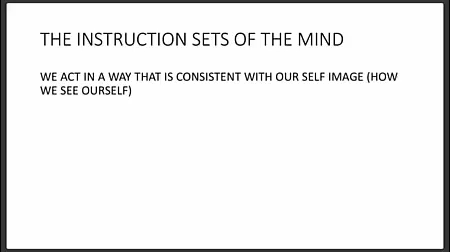 THE INSTRUCTION SETS OF THE MIND
WE ACT IN A WAY THAT IS CONSISTENT WITH OUR SELF IMAGE (HOW
WE SEE OURSELF)